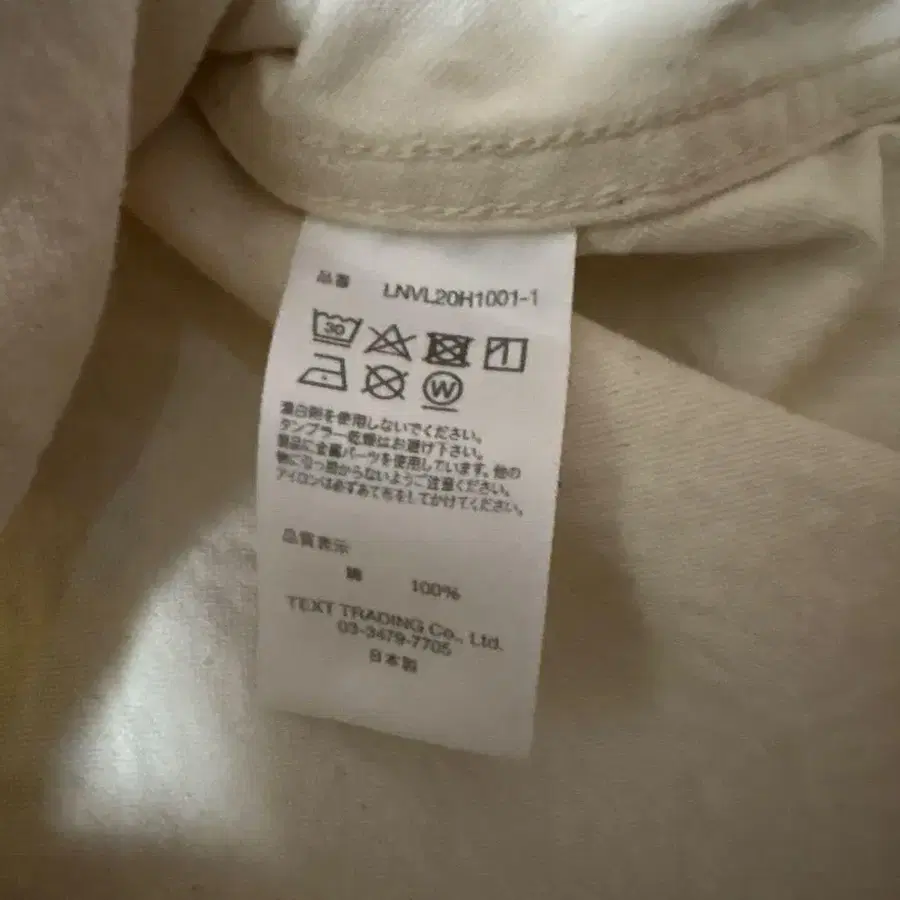 品番 LNVL20H1001-1
30
W
漂白剤を使用しないでください。
タンブラー乾燥はお避け下さい。
製品に金属パーツを使用しています。他の
物に引っ掛からないようご注意ください。
アイロンは必ずあて布をしてかけてください。
品質表示
綿 100%
TEXT TRADING Co., Ltd.
03-3479-7705
日本製